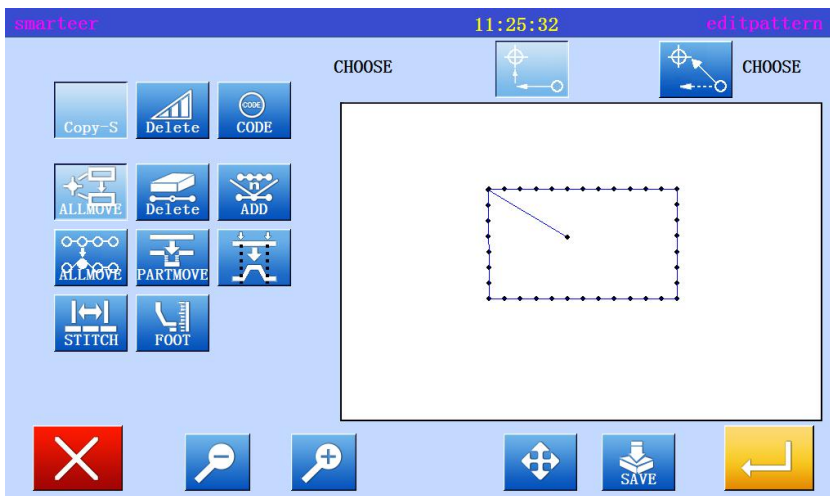 smarteer 11:25:32 editpattern
CHOOSE CHOOSE
Copy-S Delete CODE CODE
ALLMOVE Delete n ADD
ALLMOVE PARTMOVE
STITCH FOOT
SAVE